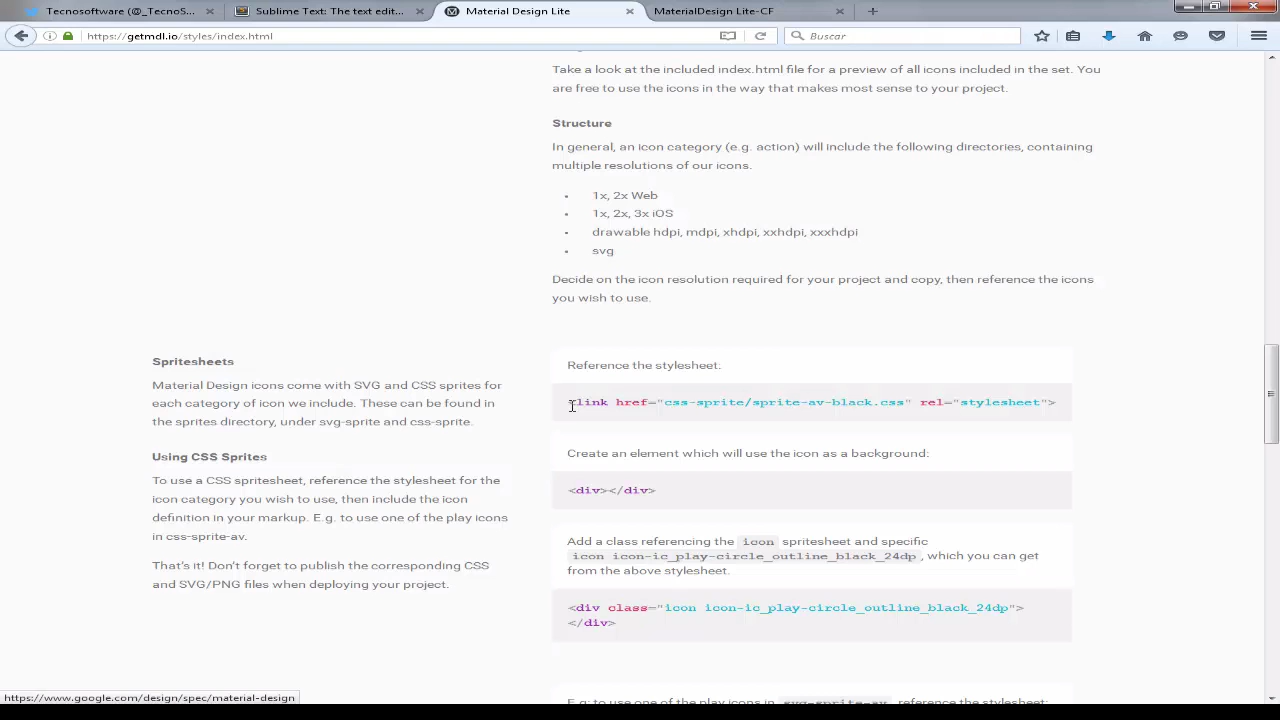 Tecnosoftware (@_TecnoS...
Sublime Text: The text edit...
Material Design Lite
MaterialDesign Lite-CF
https://getmdl.io/styles/index.html
Buscar
Take a look at the included index.html file for a preview of all icons included in the set. You
are free to use the icons in the way that makes most sense to your project.
Structure
In general, an icon category (e.g. action) will include the following directories, containing
multiple resolutions of our icons.
• 1x, 2x Web
• 1x, 2x, 3x iOS
• drawable hdpi, mdpi, xhdpi, xxhdpi, xxxhdpi
• svg
Decide on the icon resolution required for your project and copy, then reference the icons
you wish to use.
Spritesheets
Material Design icons come with SVG and CSS sprites for
each category of icon we include. These can be found in
the sprites directory, under svg-sprite and css-sprite.
Using CSS Sprites
To use a CSS spritesheet, reference the stylesheet for the
icon category you wish to use, then include the icon
definition in your markup. E.g. to use one of the play icons
in css-sprite-av.
That's it! Don't forget to publish the corresponding CSS
and SVG/PNG files when deploying your project.
Reference the stylesheet:
<link href="css-sprite/sprite-av-black.css" rel="stylesheet">
Create an element which will use the icon as a background:
<div></div>
Add a class referencing the icon spritesheet and specific
icon icon-ic_play-circle_outline_black_24dp, which you can get
from the above stylesheet.
<div class="icon icon-ic_play-circle_outline_black_24dp">
</div>
E.g: to use one of the play icons in svg-sprite-av, reference the stylesheet:
https://www.google.com/design/spec/material-design